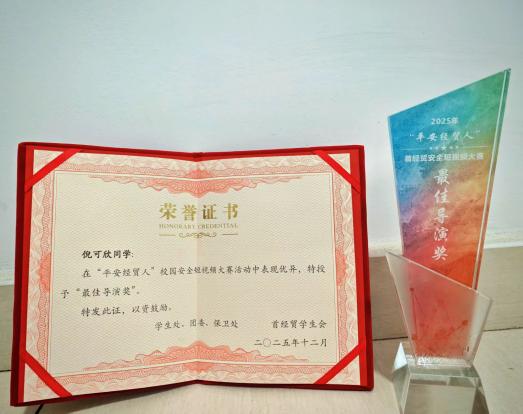 荣誉证书
HONORARY CREDENTIAL
倪可欣同学:
在“平安经贸人”校园安全短视频大赛活动中表现优异，特授
予“最佳导演奖”。
特发此证，以资鼓励。
学生处、团委、保卫处 首经贸学生会
二〇二五年十二月
2025年
“平安经贸人”
首经贸安全短视频大赛
最佳导演奖